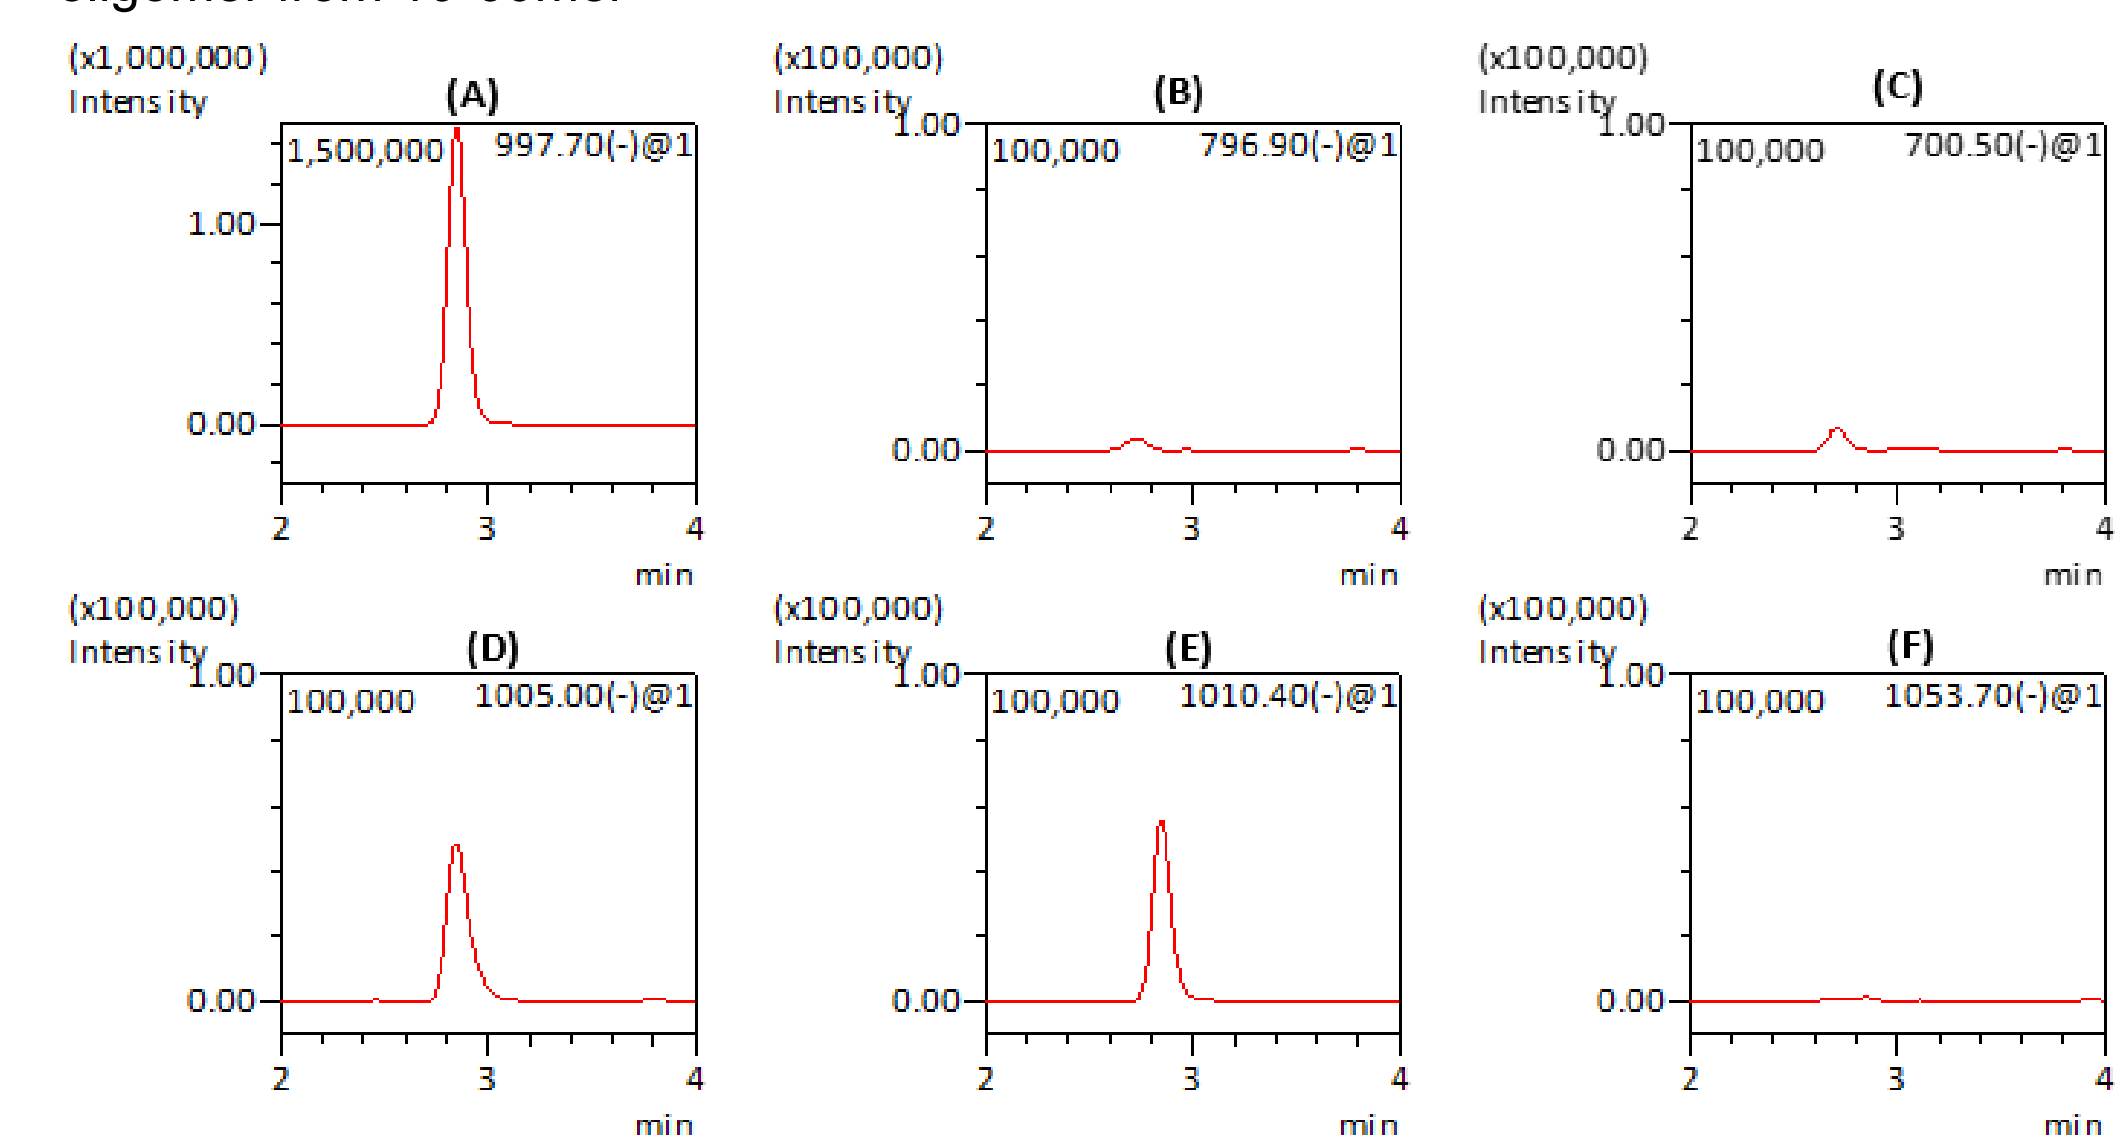 (x1,000,000)
Intensity
(A)
1,500,000
997.70(-)@1
1.00
0.00
2 3 4
min
(x100,000)
Intensity
(B)
1.00
100,000
796.90(-)@1
0.00
2 3 4
min
(x100,000)
Intensity
(C)
1.00
100,000
700.50(-)@1
0.00
2 3 4
min
(x100,000)
Intensity
(D)
1.00
100,000
1005.00(-)@1
0.00
2 3 4
min
(x100,000)
Intensity
(E)
1.00
100,000
1010.40(-)@1
0.00
2 3 4
min
(x100,000)
Intensity
(F)
1.00
100,000
1053.70(-)@1
0.00
2 3 4
min